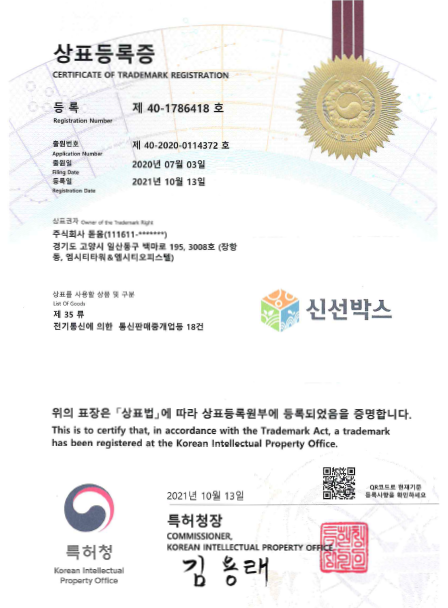 상표등록증
CERTIFICATE OF TRADEMARK REGISTRATION
등 록 제 40-1786418 호
Registration Number
출원번호 제 40-2020-0114372 호
Application Number
출원일 2020년 07월 03일
Filing Date
등록일 2021년 10월 13일
Registration Date
상표권자 Owner of the Trademark Right
주식회사 돋움(111611-*******)
경기도 고양시 일산동구 백마로 195, 3008호 (장항
동, 엠시티타워&엠시티오피스텔)
상표를 사용할 상품 및 구분
List Of Goods
제 35 류
전기통신에 의한 통신판매중개업등 18건
신선박스
위의 표장은 「상표법」에 따라 상표등록원부에 등록되었음을 증명합니다.
This is to certify that, in accordance with the Trademark Act, a trademark
has been registered at the Korean Intellectual Property Office.
2021년 10월 13일
QR코드로 현재기준
등록사항을 확인하세요
특허청
Korean Intellectual
Property Office
특허청장
COMMISSIONER,
KOREAN INTELLECTUAL PROPERTY OFFICE
김용래